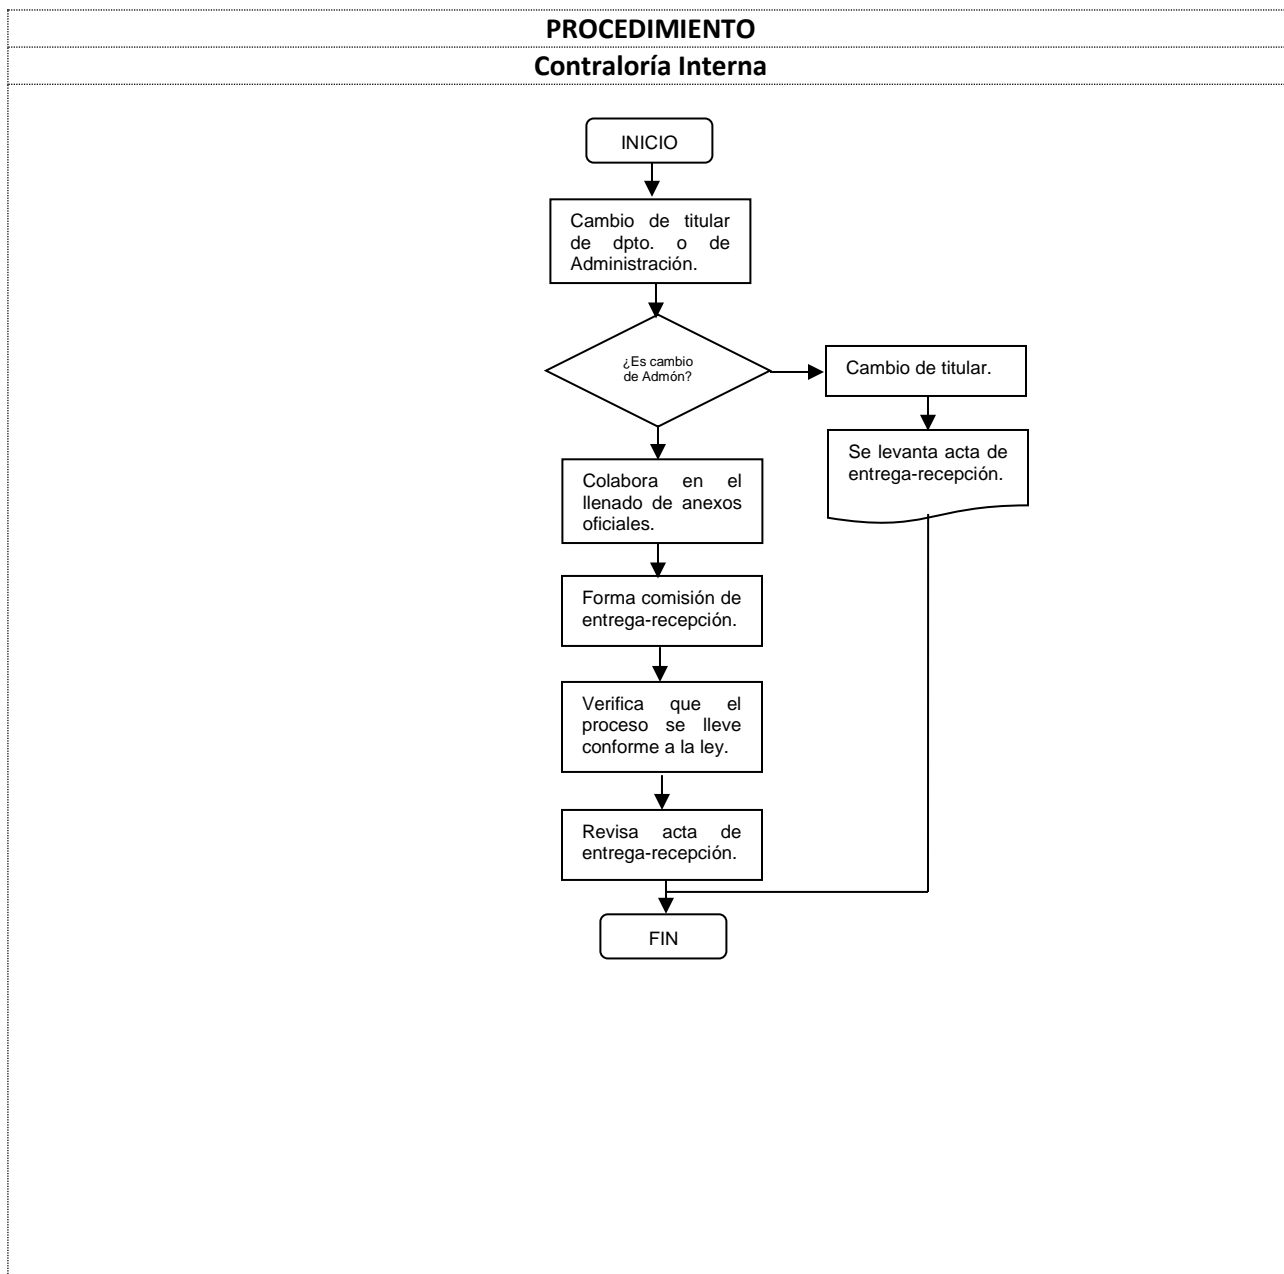 PROCEDIMIENTO
Contraloría Interna
INICIO
Cambio de titular
de dpto. o de
Administración.
¿Es cambio
de Admón?
Cambio de titular.
Se levanta acta de
entrega-recepción.
Colabora en el
llenado de anexos
oficiales.
Forma comisión de
entrega-recepción.
Verifica que el
proceso se lleve
conforme a la ley.
Revisa acta de
entrega-recepción.
FIN